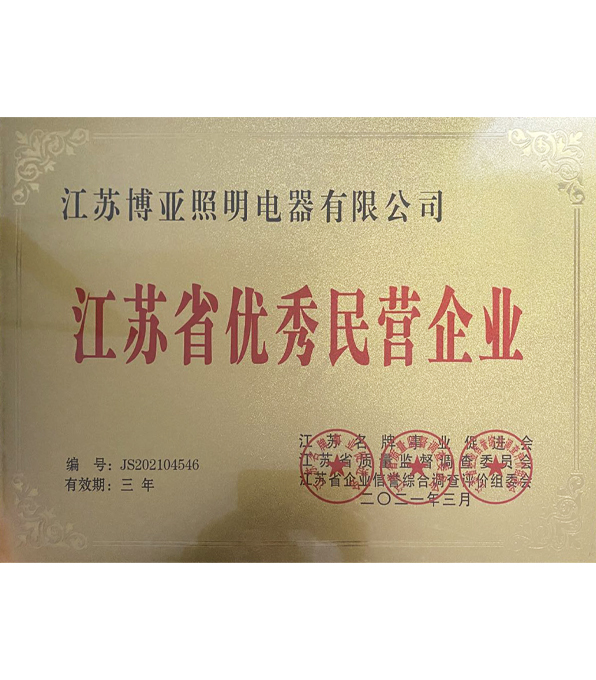 江苏博亚照明电器有限公司
江苏省优秀民营企业
编 号: JS202104546
有效期: 三 年
江苏名牌事业促进会
江苏省质量监督调查委员会
江苏省企业信誉综合调查评价组委会
二〇二一年三月